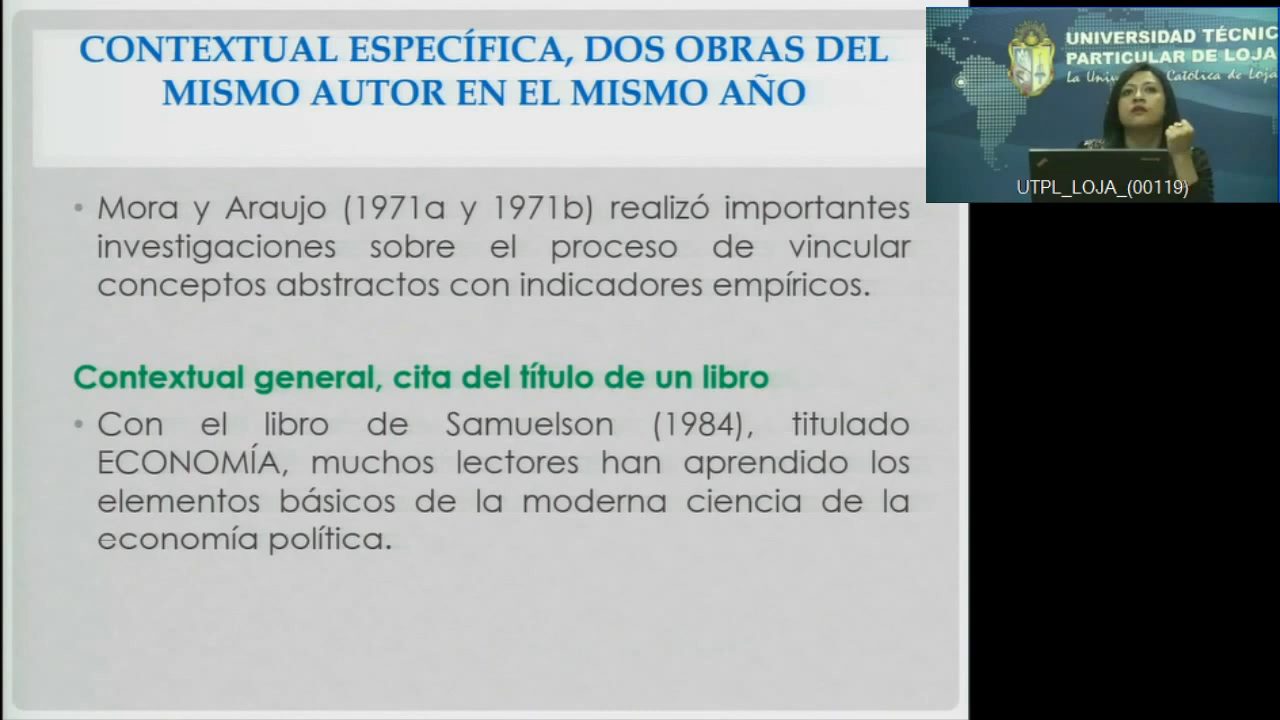 CONTEXTUAL ESPECÍFICA, DOS OBRAS DEL
MISMO AUTOR EN EL MISMO AÑO
• Mora y Araujo (1971a y 1971b) realizó importantes
investigaciones sobre el proceso de vincular
conceptos abstractos con indicadores empíricos.
Contextual general, cita del título de un libro
• Con el libro de Samuelson (1984), titulado
ECONOMÍA, muchos lectores han aprendido los
elementos básicos de la moderna ciencia de la
economía política.
UNIVERSIDAD TÉCNIC
PARTICULAR DE LOJA
La Católica de Loja
UTPL_LOJA_(00119)